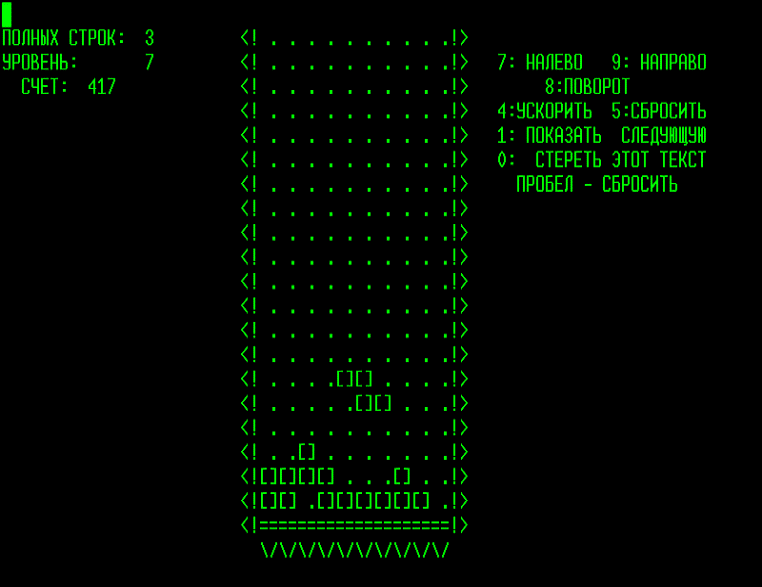 ПОЛНЫХ СТРОК: 3
УРОВЕНЬ: 7
СЧЕТ: 417
7: НАЛЕВО 9: НАПРАВО
8:ПОВОРОТ
4:УСКОРИТЬ 5:СБРОСИТЬ
1: ПОКАЗАТЬ СЛЕДУЮЩУЮ
0: СТЕРЕТЬ ЭТОТ ТЕКСТ
ПРОБЕЛ - СБРОСИТЬ
<! . . . . . . . . . .!>
<! . . . . . . . . . .!>
<! . . . . . . . . . .!>
<! . . . . . . . . . .!>
<! . . . . . . . . . .!>
<! . . . . . . . . . .!>
<! . . . . . . . . . .!>
<! . . . . . . . . . .!>
<! . . . . . . . . . .!>
<! . . . . . . . . . .!>
<! . . . . . . . . . .!>
<! . . . . . . . . . .!>
<! . . . . . . . . . .!>
<! . . . . . . . . . .!>
<! . . . .[][] . . . .!>
<! . . . . .[][] . . .!>
<! . . . . . . . . . .!>
<! . .[] . . . . . . .!>
<![][][][] . . .[] . .!>
<![][] .[][][][][][] .!>
<!====================!>
\/\/\/\/\/\/\/\/\/\/